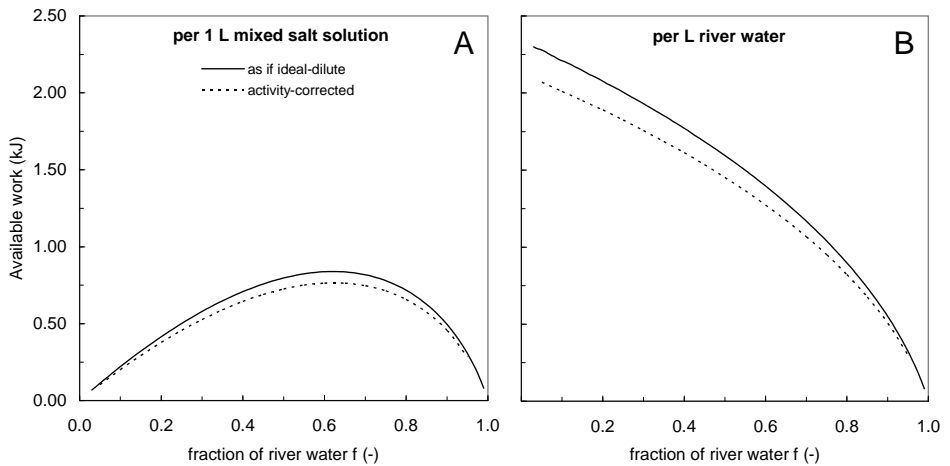 2.50
2.00
1.50
1.00
0.50
0.00
Available work (kJ)
per 1 L mixed salt solution
A
as if ideal-dilute
activity-corrected
0.0 0.2 0.4 0.6 0.8 1.0
fraction of river water f (-)
per L river water
B
0.2 0.4 0.6 0.8 1.0
fraction of river water f (-)